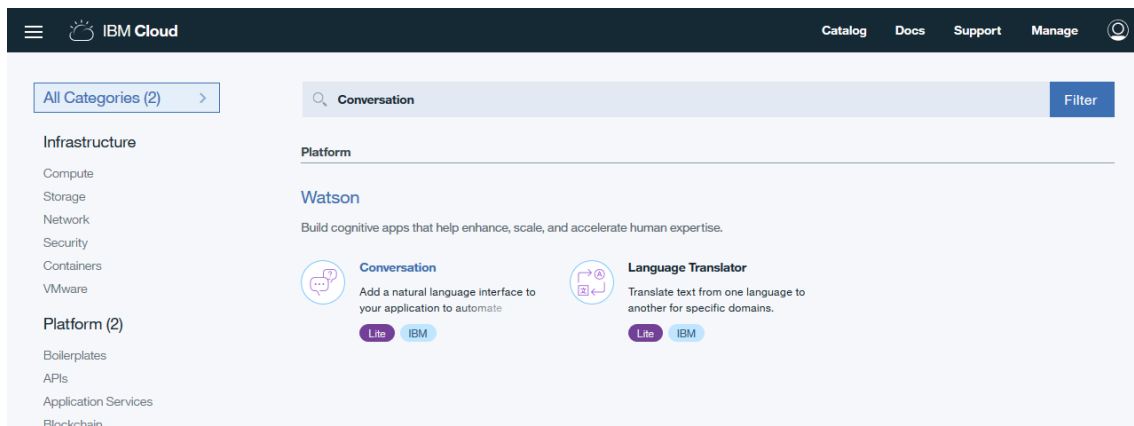 IBM Cloud
Catalog Docs Support Manage
All Categories (2)
Infrastructure
Compute
Storage
Network
Security
Containers
VMware
Platform (2)
Boilerplates
APIs
Application Services
Blockchain
Conversation
Filter
Platform
Watson
Build cognitive apps that help enhance, scale, and accelerate human expertise.
Conversation
Add a natural language interface to
your application to automate
Lite IBM
Language Translator
Translate text from one language to
another for specific domains.
Lite IBM